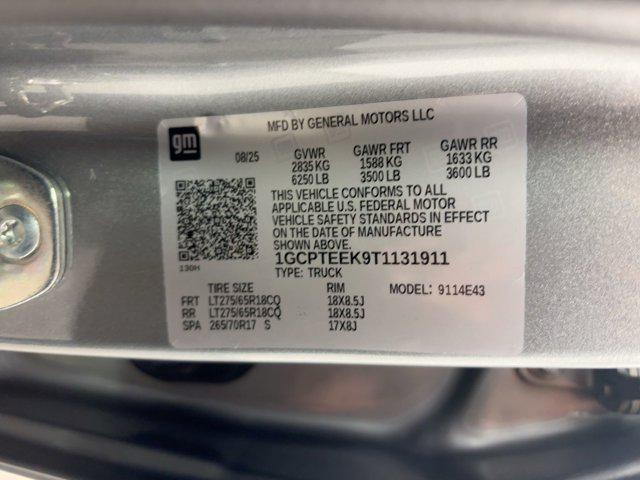 MFD BY GENERAL MOTORS LLC
gm
08/25
GVWR GAWR FRT GAWR RR
2835 KG 1588 KG 1633 KG
6250 LB 3500 LB 3600 LB
THIS VEHICLE CONFORMS TO ALL
APPLICABLE U.S. FEDERAL MOTOR
VEHICLE SAFETY STANDARDS IN EFFECT
ON THE DATE OF MANUFACTURE
SHOWN ABOVE.
130H
1GCPTEEK9T1131911
TYPE: TRUCK
TIRE SIZE RIM MODEL: 9114E43
FRT LT275/65R18CQ 18X8.5J
RR LT275/65R18CQ 18X8.5J
SPA 265/70R17 S 17X8J